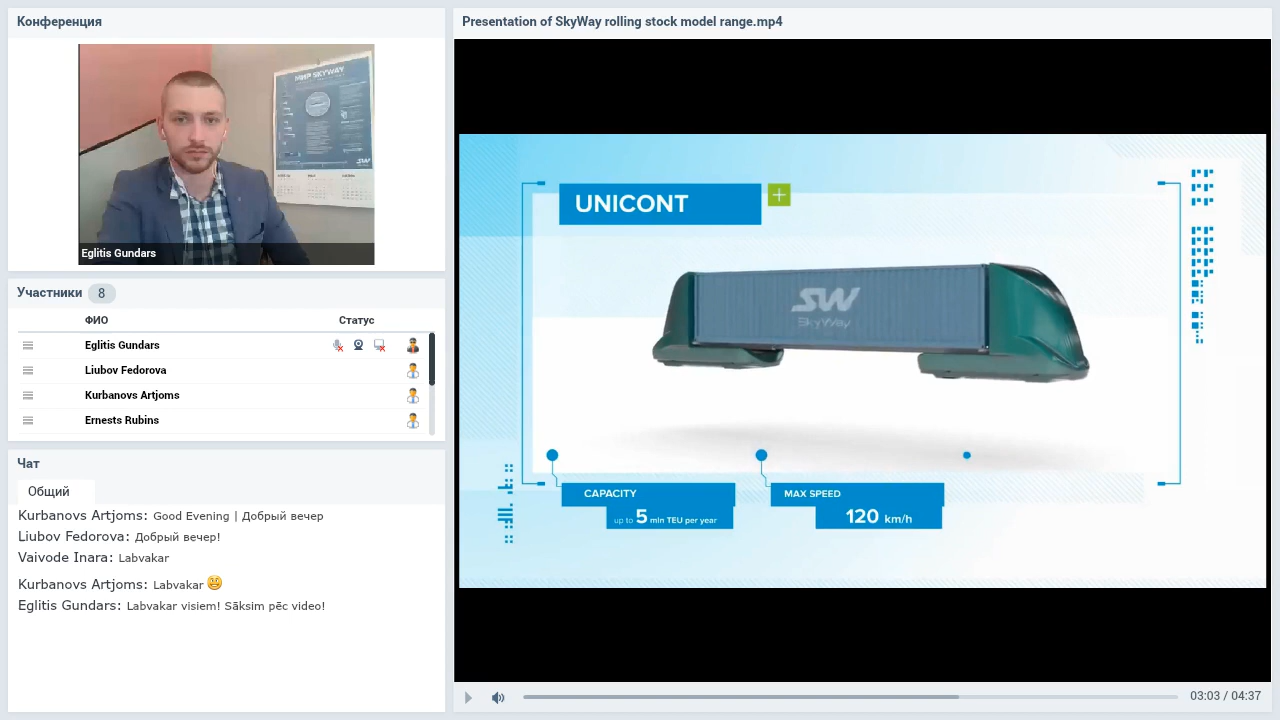 Конференция
МИР SKYWAY
SW
Eglitis Gundars
Участники 8
ФИО Статус
Eglitis Gundars
Liubov Fedorova
Kurbanovs Artjoms
Ernests Rubins
Чат
Общий
Kurbanovs Artjoms: Good Evening | Добрый вечер
Liubov Fedorova: Добрый вечер!
Vaivode Inara: Labvakar
Kurbanovs Artjoms: Labvakar
Eglitis Gundars: Labvakar visiem! Sāksim pēc video!
Presentation of SkyWay rolling stock model range.mp4
UNICONT
SW
SkyWay
CAPACITY
up to 5 mln TEU per year
MAX SPEED
120 km/h
03:03 / 04:37